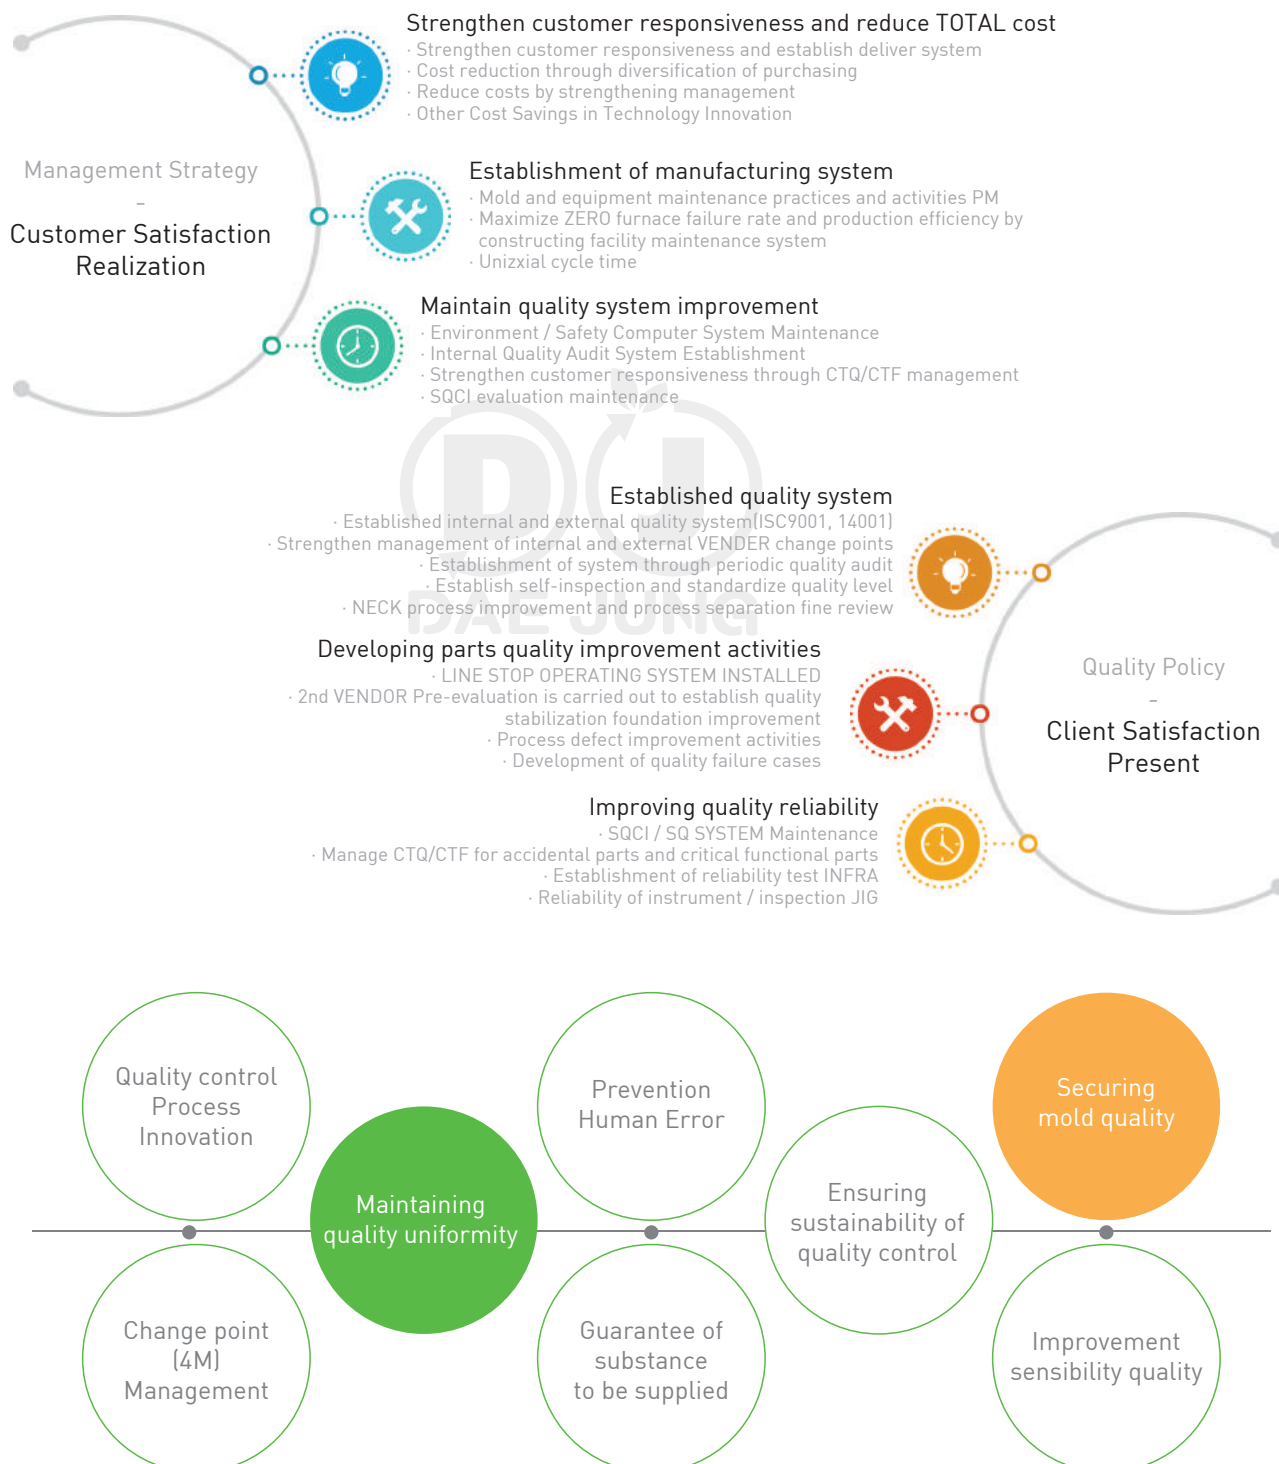 Strengthen customer responsiveness and reduce TOTAL cost
· Strengthen customer responsiveness and establish deliver system
· Cost reduction through diversification of purchasing
· Reduce costs by strengthening management
· Other Cost Savings in Technology Innovation
Management Strategy
-
Customer Satisfaction
Realization
Establishment of manufacturing system
· Mold and equipment maintenance practices and activities PM
· Maximize ZERO furnace failure rate and production efficiency by
constructing facility maintenance system
· Unizxial cycle time
Maintain quality system improvement
· Environment / Safety Computer System Maintenance
· Internal Quality Audit System Establishment
· Strengthen customer responsiveness through CTQ/CTF management
· SQCI evaluation maintenance
DJ
DAE JUNG
Established quality system
· Established internal and external quality system(ISC9001, 14001)
· Strengthen management of internal and external VENDER change points
· Establishment of system through periodic quality audit
· Establish self-inspection and standardize quality level
· NECK process improvement and process separation fine review
Developing parts quality improvement activities
· LINE STOP OPERATING SYSTEM INSTALLED
· 2nd VENDOR Pre-evaluation is carried out to establish quality
stabilization foundation improvement
· Process defect improvement activities
· Development of quality failure cases
Quality Policy
-
Client Satisfaction
Present
Improving quality reliability
· SQCI / SQ SYSTEM Maintenance
· Manage CTQ/CTF for accidental parts and critical functional parts
· Establishment of reliability test INFRA
· Reliability of instrument / inspection JIG
Quality control
Process
Innovation
Maintaining
quality uniformity
Prevention
Human Error
Ensuring
sustainability of
quality control
Securing
mold quality
Change point
(4M)
Management
Guarantee of
substance
to be supplied
Improvement
sensibility quality